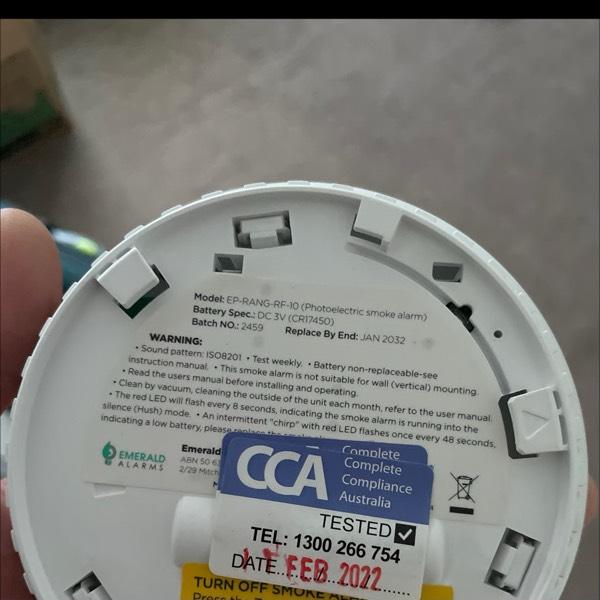 Model: EP-RANG-RF-10 (Photoelectric smoke alarm)
Battery Spec.: DC 3V (CR17450)
Batch NO.: 2459 Replace By End: JAN 2032
WARNING:
• Sound pattern: ISO8201 • Test weekly. • Battery non-replaceable-see
instruction manual. • This smoke alarm is not suitable for wall (vertical) mounting.
• Read the users manual before installing and operating.
• Clean by vacuum, cleaning the outside of the unit each month, refer to the user manual.
• The red LED will flash every 8 seconds, indicating the smoke alarm is running into the
silence (Hush) mode. • An intermittent "chirp" with red LED flashes once every 48 seconds,
indicating a low battery, please
EMERALD
ALARMS
Emerald
ABN 50
2/29
CCA
Complete
Complete
Compliance
Australia
TESTED
TEL: 1300 266 754
DATE FEB 2022
TURN OFF SMOKE
Press the